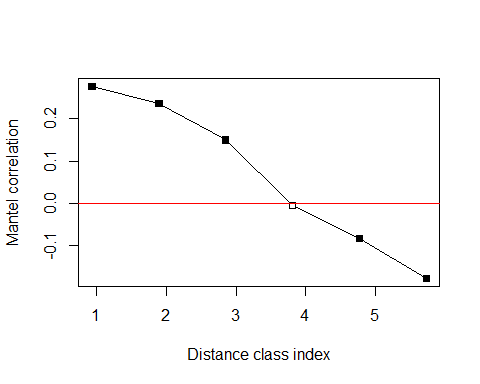 Mantel correlation
0.2
0.1
0.0
-0.1
1 2 3 4 5
Distance class index